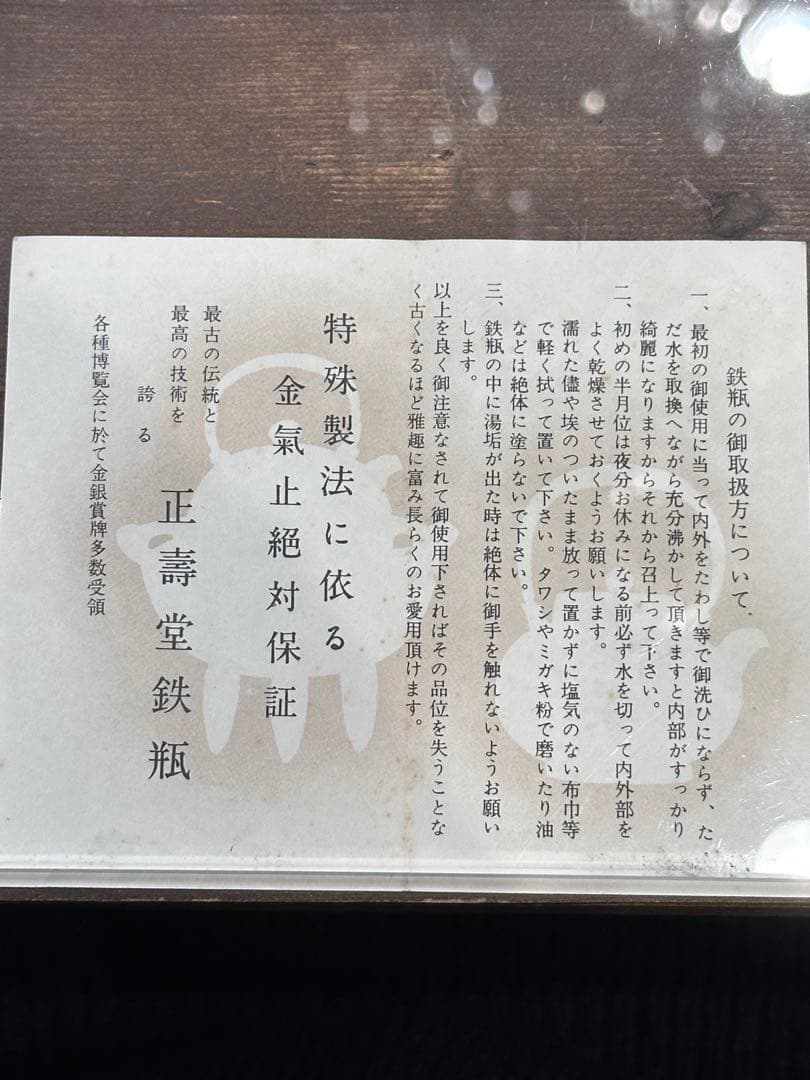 鉄瓶の御取扱方について.
一、最初の御使用に当って内外をたわし等で御洗ひにならず、た
だ水を取換へながら充分沸かして頂きますと内部がすっかり
綺麗になりますからそれから召上って下さい。
二、初めの半月位は夜分お休みになる前必ず水を切って内外部を
よく乾燥させておくようお願いします。
濡れた儘や埃のついたまま放って置かずに塩気のない布巾等
で軽く拭って置いて下さい。タワシやミガキ粉で磨いたり油
などは絶体に塗らないで下さい。
三、鉄瓶の中に湯垢が出た時は絶体に御手を触れないようお願い
します。
以上を良く御注意なされて御使用下さればその品位を失うことな
く古くなるほど雅趣に富み長らくのお愛用頂けます。
特殊製法に依る
金氣止絶対保証
最古の伝統と
最高の技術を
誇る
正壽堂鉄瓶
各種博覧会に於て金銀賞牌多数受領